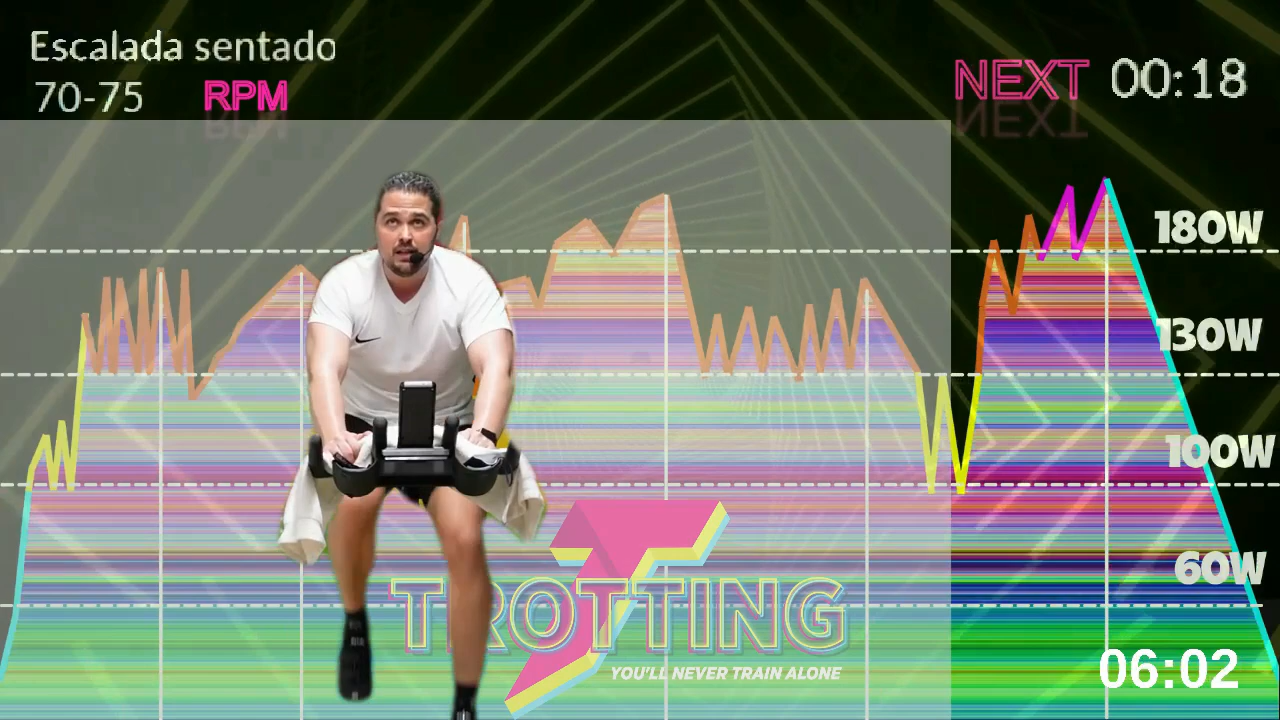 Escalada sentado
70-75 RPM
NEXT 00:18
180W
130W
100W
60W
TROTTING
YOU'LL NEVER TRAIN ALONE
06:02